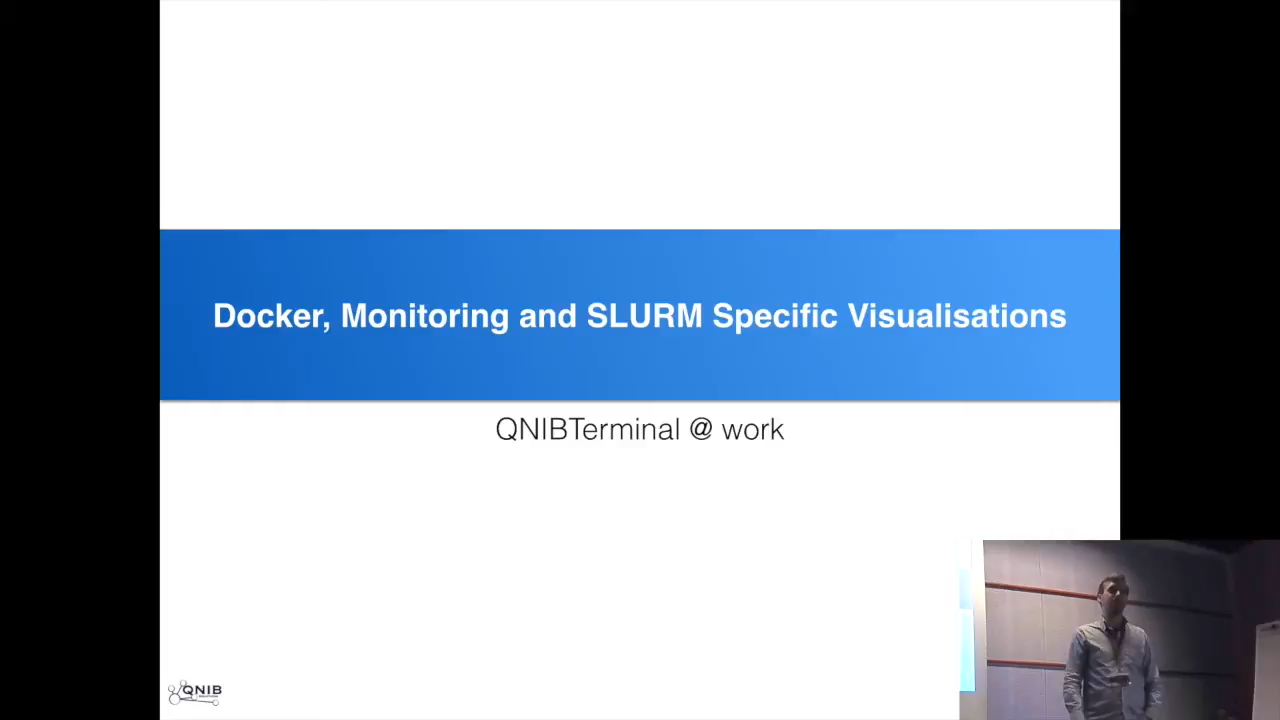 Docker, Monitoring and SLURM Specific Visualisations
QNIBTerminal @ work
QNIB